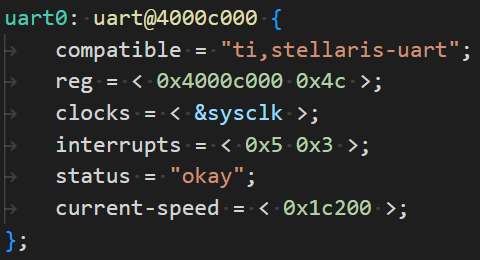 uart0: uart@4000c000 {
compatible = "ti,stellaris-uart";
reg = < 0x4000c000 0x4c >;
clocks = < &sysclk >;
interrupts = < 0x5 0x3 >;
status = "okay";
current-speed = < 0x1c200 >;
};